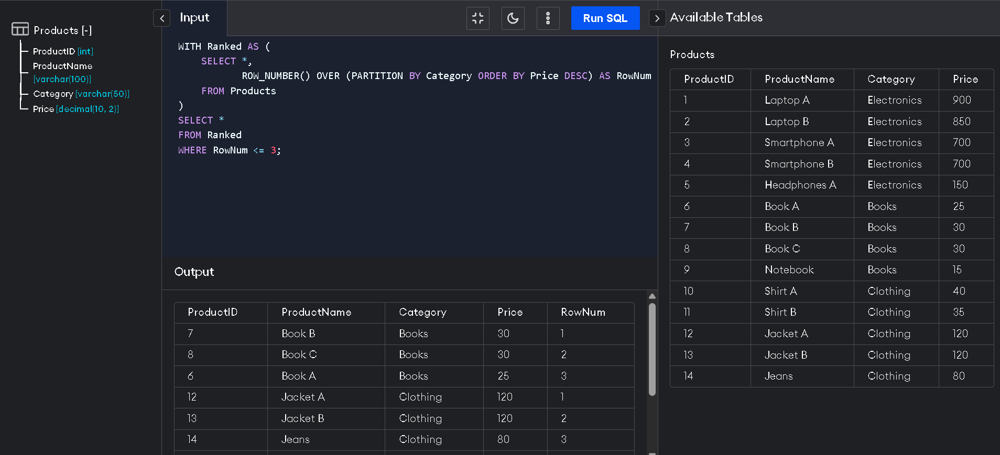 Products [-]
ProductID [int]
ProductName
[varchar(100)]
Category [varchar(50)]
Price [decimal(10, 2)]
Input
Run SQL
WITH Ranked AS (
    SELECT *,
           ROW_NUMBER() OVER (PARTITION BY Category ORDER BY Price DESC) AS RowNum
    FROM Products
)
SELECT *
FROM Ranked
WHERE RowNum <= 3;
Output
ProductID ProductName Category Price RowNum
7 Book B Books 30 1
8 Book C Books 30 2
6 Book A Books 25 3
12 Jacket A Clothing 120 1
13 Jacket B Clothing 120 2
14 Jeans Clothing 80 3
Available Tables
Products
ProductID ProductName Category Price
1 Laptop A Electronics 900
2 Laptop B Electronics 850
3 Smartphone A Electronics 700
4 Smartphone B Electronics 700
5 Headphones A Electronics 150
6 Book A Books 25
7 Book B Books 30
8 Book C Books 30
9 Notebook Books 15
10 Shirt A Clothing 40
11 Shirt B Clothing 35
12 Jacket A Clothing 120
13 Jacket B Clothing 120
14 Jeans Clothing 80